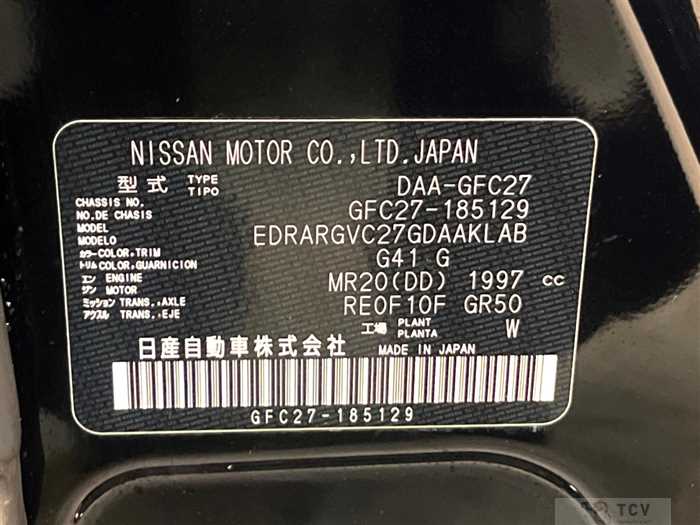 NISSAN MOTOR CO.,LTD.JAPAN
型式 TYPE TIPO DAA-GFC27
CHASSIS NO. NO.DE CHASIS GFC27-185129
MODEL MODELO EDRARGVC27GDAAKLAB
カラー COLOR,TRIM トリム COLOR,GUARNICION G41 G
エン ジン ENGINE MOTOR MR20(DD) 1997 cc
ミッション TRANS.,AXLE アクスル TRANS.,EJE RE0F10F GR50
工場 PLANT PLANTA W
日産自動車株式会社 MADE IN JAPAN
GFC27-185129
TCV